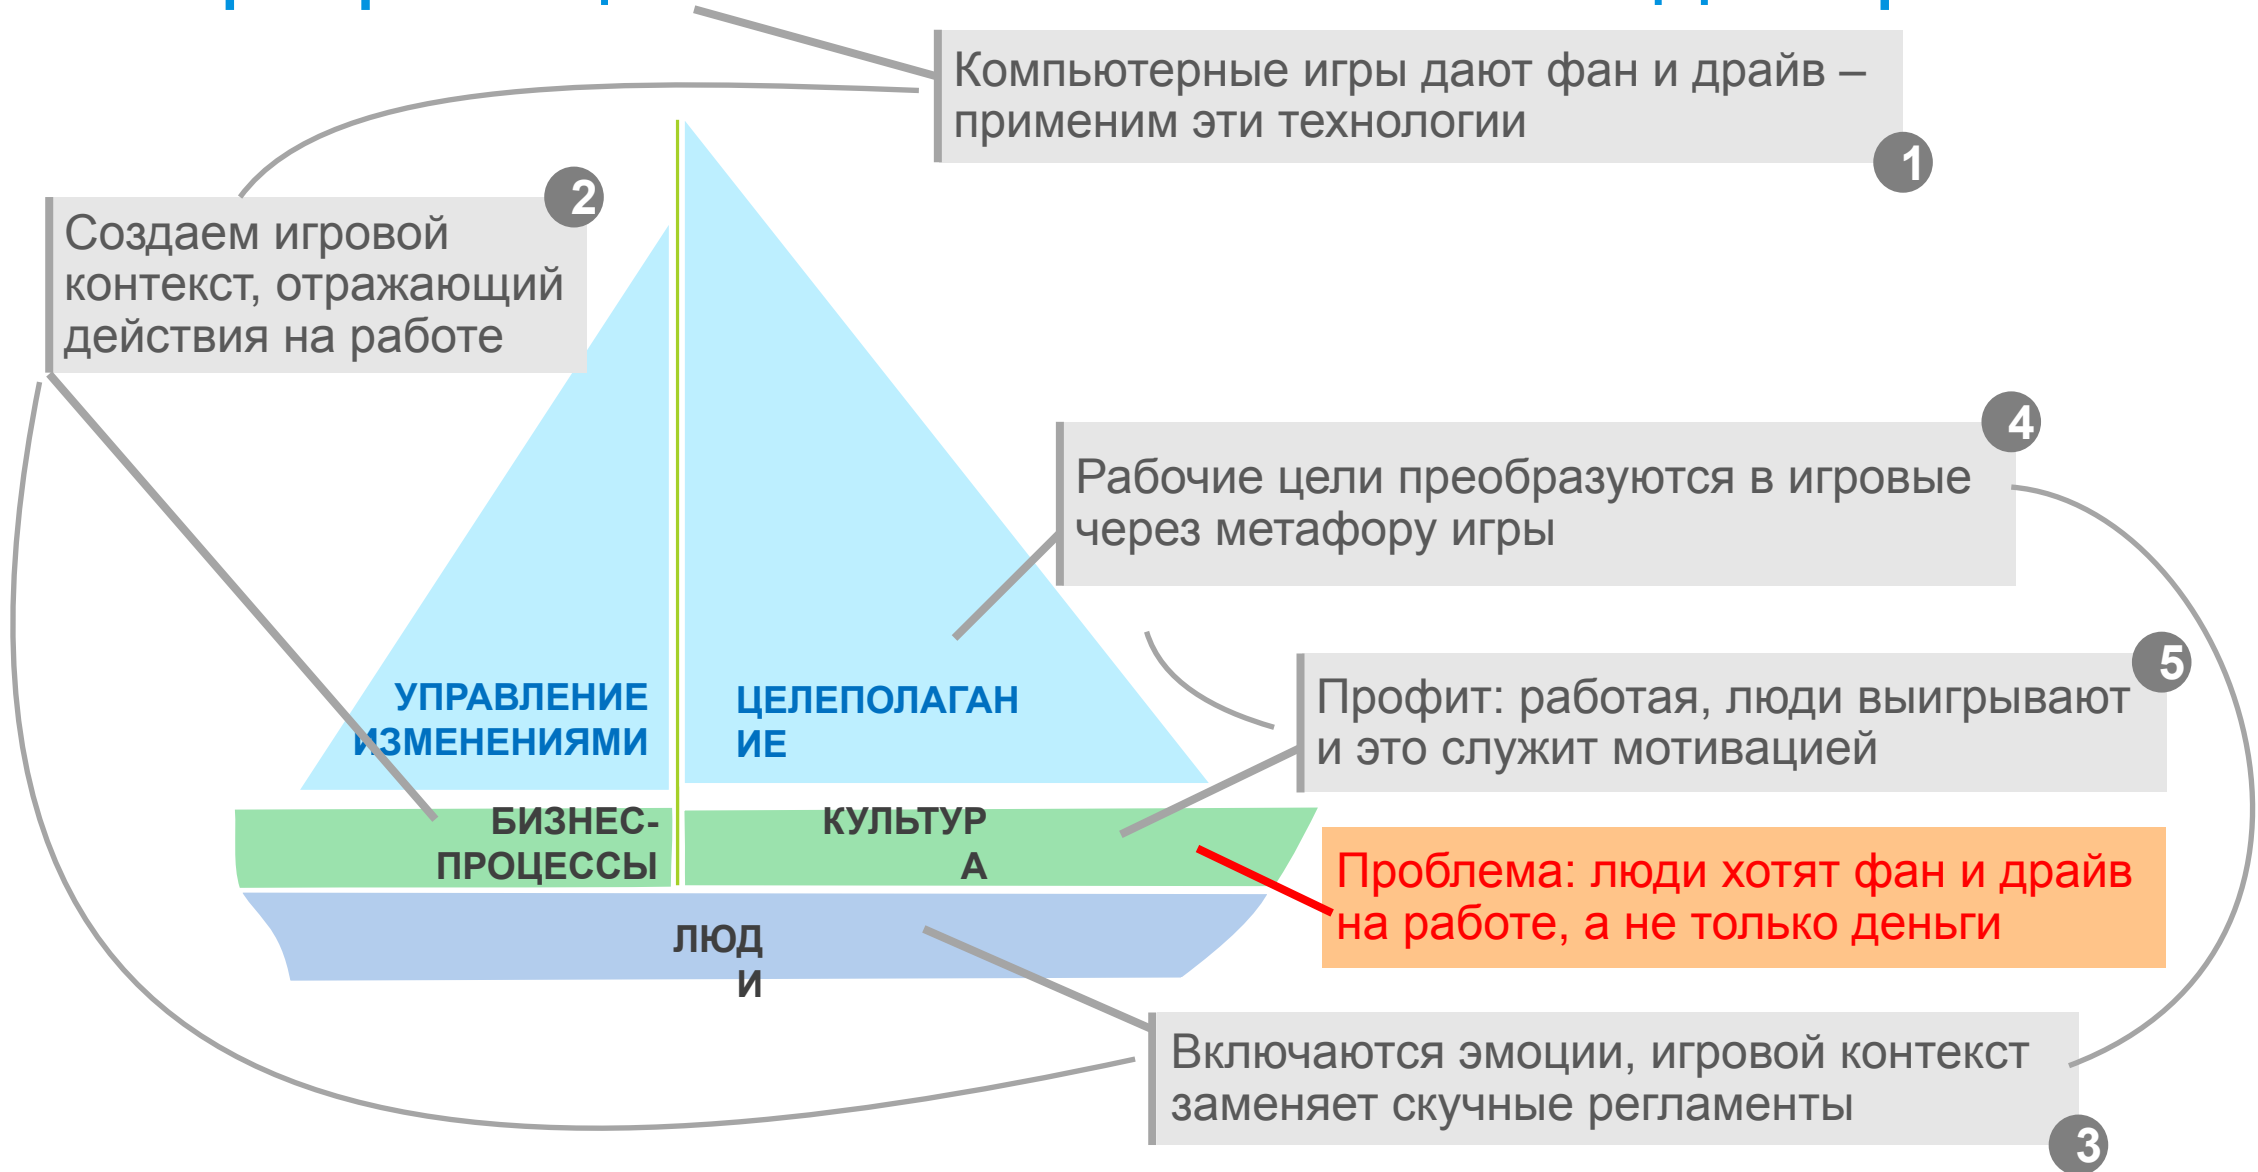 Компьютерные игры дают фан и драйв –
применим эти технологии
1
2
Создаем игровой
контекст, отражающий
действия на работе
4
Рабочие цели преобразуются в игровые
через метафору игры
5
Профит: работая, люди выигрывают
и это служит мотивацией
УПРАВЛЕНИЕ
ИЗМЕНЕНИЯМИ
ЦЕЛЕПОЛАГАН
ИЕ
БИЗНЕС-
ПРОЦЕССЫ
КУЛЬТУР
А
Проблема: люди хотят фан и драйв
на работе, а не только деньги
ЛЮД
И
Включаются эмоции, игровой контекст
заменяет скучные регламенты
3